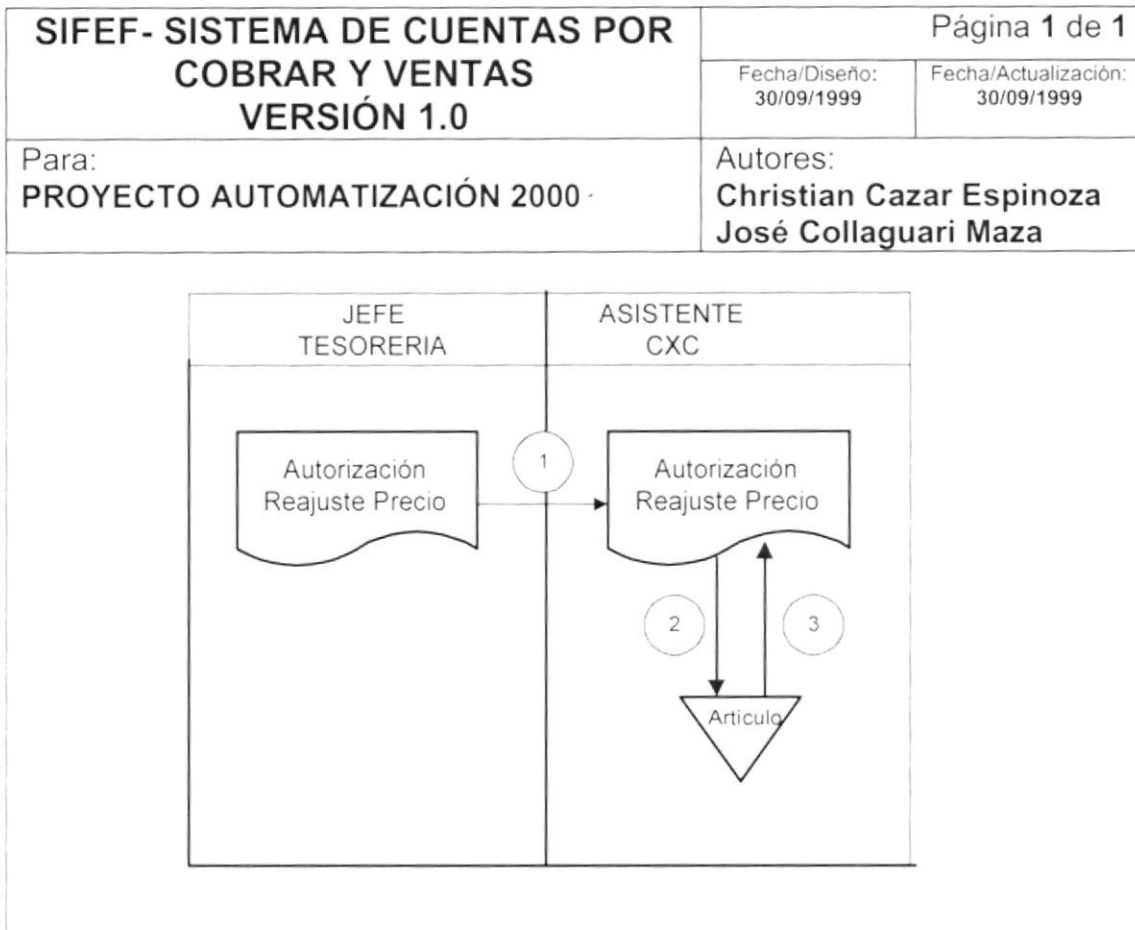 SIFEF- SISTEMA DE CUENTAS POR
COBRAR Y VENTAS
VERSIÓN 1.0
Página 1 de 1
Fecha/Diseño:
30/09/1999
Fecha/Actualización:
30/09/1999
Para:
PROYECTO AUTOMATIZACIÓN 2000
Autores:
Christian Cazar Espinoza
José Collaguari Maza
JEFE
TESORERIA
ASISTENTE
CXC
Autorización
Reajuste Precio
1
Autorización
Reajuste Precio
2
3
Articulo